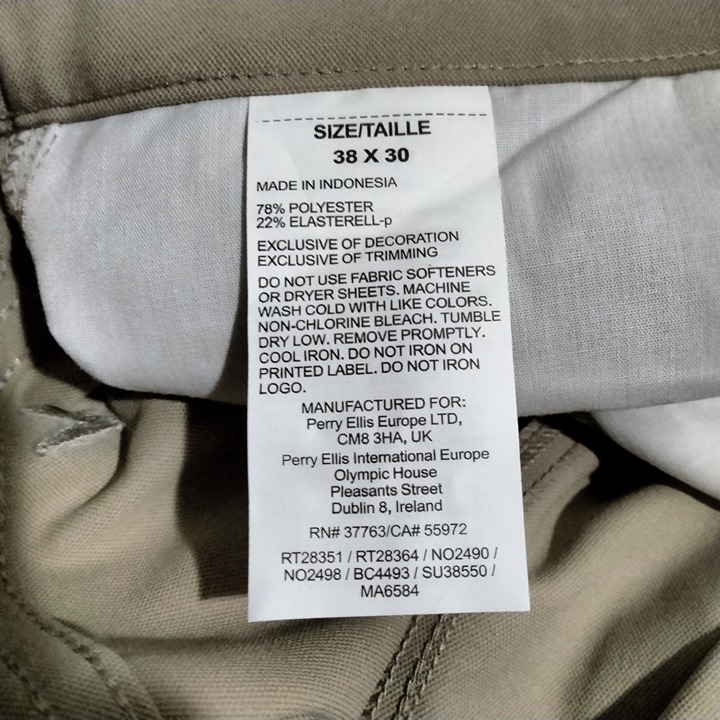 SIZE/TAILLE
38 X 30
MADE IN INDONESIA
78% POLYESTER
22% ELASTERELL-p
EXCLUSIVE OF DECORATION
EXCLUSIVE OF TRIMMING
DO NOT USE FABRIC SOFTENERS
OR DRYER SHEETS. MACHINE
WASH COLD WITH LIKE COLORS.
NON-CHLORINE BLEACH. TUMBLE
DRY LOW. REMOVE PROMPTLY.
COOL IRON. DO NOT IRON ON
PRINTED LABEL. DO NOT IRON
LOGO.
MANUFACTURED FOR:
Perry Ellis Europe LTD,
CM8 3HA, UK
Perry Ellis International Europe
Olympic House
Pleasants Street
Dublin 8, Ireland
RN# 37763/CA# 55972
RT28351 / RT28364 / NO2490 /
NO2498 / BC4493 / SU38550 /
MA6584